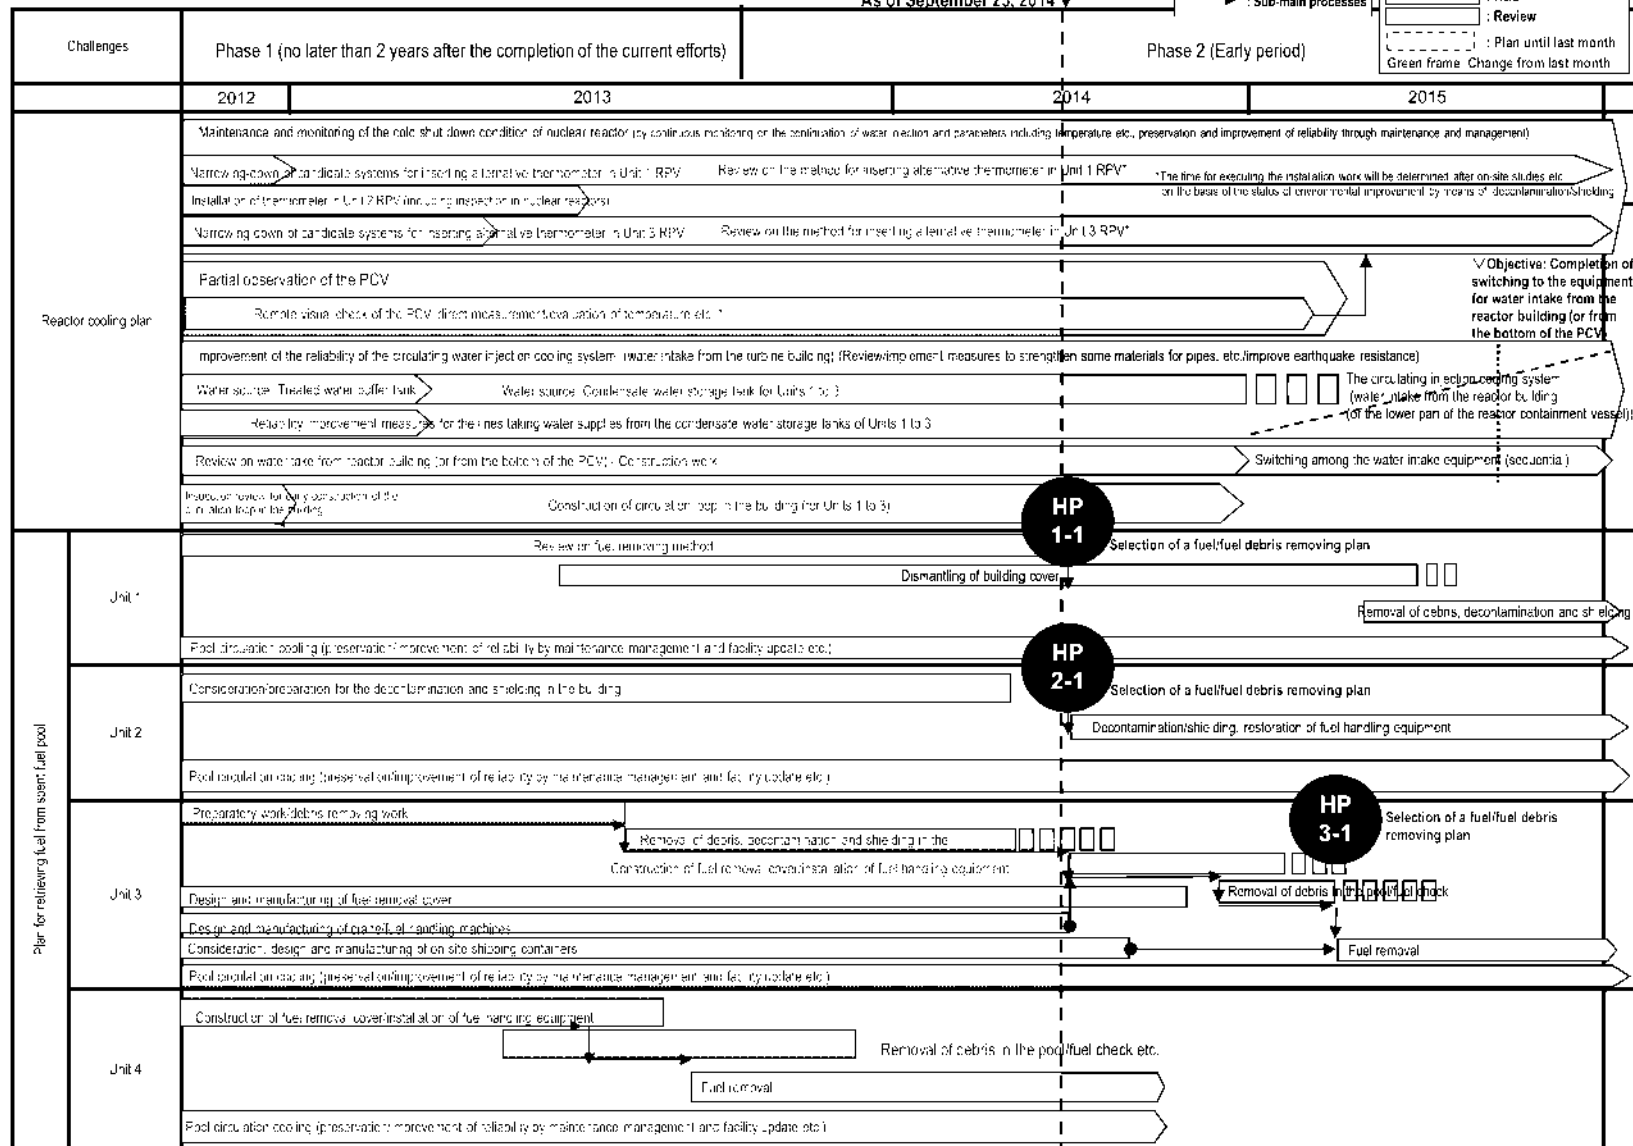 As of September 25, 2014
: Sub-main processes
: Review
: Plan until last month
Green frame Change from last month
Challenges
Phase 1 (no later than 2 years after the completion of the current efforts)
Phase 2 (Early period)
2012
2013
2014
2015
Reactor cooling plan
Maintenance and monitoring of the cold shut down condition of nuclear reactor (by continuous monitoring on the continuation of water injection and parameters including temperature etc., preservation and improvement of reliability through maintenance and management)
Narrowing-down of candidate systems for inserting alternative thermometer in Unit 1 RPV
Review on the method for inserting alternative thermometer in Unit 1 RPV*
*The time for executing the installation work will be determined after on-site studies etc
on the basis of the status of environmental improvement by means of decontamination/shielding
Installation of thermometer in Unit 2 RPV (including inspection in nuclear reactors)
Narrowing down of candidate systems for inserting alternative thermometer in Unit 3 RPV
Review on the method for inserting alternative thermometer in Unit 3 RPV*
Partial observation of the PCV
Remote visual check of the PCV, direct measurement/evaluation of temperature etc. *
▽Objective: Completion of
switching to the equipment
for water intake from the
reactor building (or from
the bottom of the PCV)
Improvement of the reliability of the circulating water injection cooling system (water intake from the turbine building) (Review/implement measures to strengthen some materials for pipes, etc./improve earthquake resistance)
Water source: Treated water buffer tank
Water source: Condensate water storage tank for Units 1 to 3
The circulating injection cooling system
(water intake from the reactor building
(or the lower part of the reactor containment vessel))
Reliability improvement measures for the lines taking water supplies from the condensate water storage tanks of Units 1 to 3
Review on water take from reactor building (or from the bottom of the PCV) - Construction work
Switching among the water intake equipment (sequential)
Inspection/review for early construction of the
circulation loop in the building
Construction of circulation loop in the building (for Units 1 to 3)
HP
1-1
Plan for retrieving fuel from spent fuel pool
Unit 1
Review on fuel removing method
Selection of a fuel/fuel debris removing plan
Dismantling of building cover
Removal of debris, decontamination and shielding
Pool circulation cooling (preservation/improvement of reliability by maintenance management and facility update etc.)
HP
2-1
Unit 2
Consideration/preparation for the decontamination and shielding in the building
Selection of a fuel/fuel debris removing plan
Decontamination/shielding, restoration of fuel handling equipment
Pool circulation cooling (preservation/improvement of reliability by maintenance management and facility update etc.)
HP
3-1
Selection of a fuel/fuel debris
removing plan
Unit 3
Preparatory work/debris removing work
Removal of debris, decontamination and shielding in the
Construction of fuel removal cover/installation of fuel handling equipment
Design and manufacturing of fuel removal cover
Removal of debris in the pool/fuel check
Design and manufacturing of crane/fuel handling machines
Consideration, design and manufacturing of on site shipping containers
Fuel removal
Pool circulation cooling (preservation/improvement of reliability by maintenance management and facility update etc.)
Unit 4
Construction of fuel removal cover/installation of fuel handling equipment
Removal of debris in the pool/fuel check etc.
Fuel removal
Pool circulation cooling (preservation/improvement of reliability by maintenance management and facility update etc.)